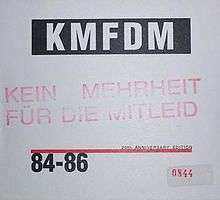 KMFDM
KEIN MEHRHEIT
FÜR DIE MITLEID
20th ANNIVERSARY EDITION
84-86
0844